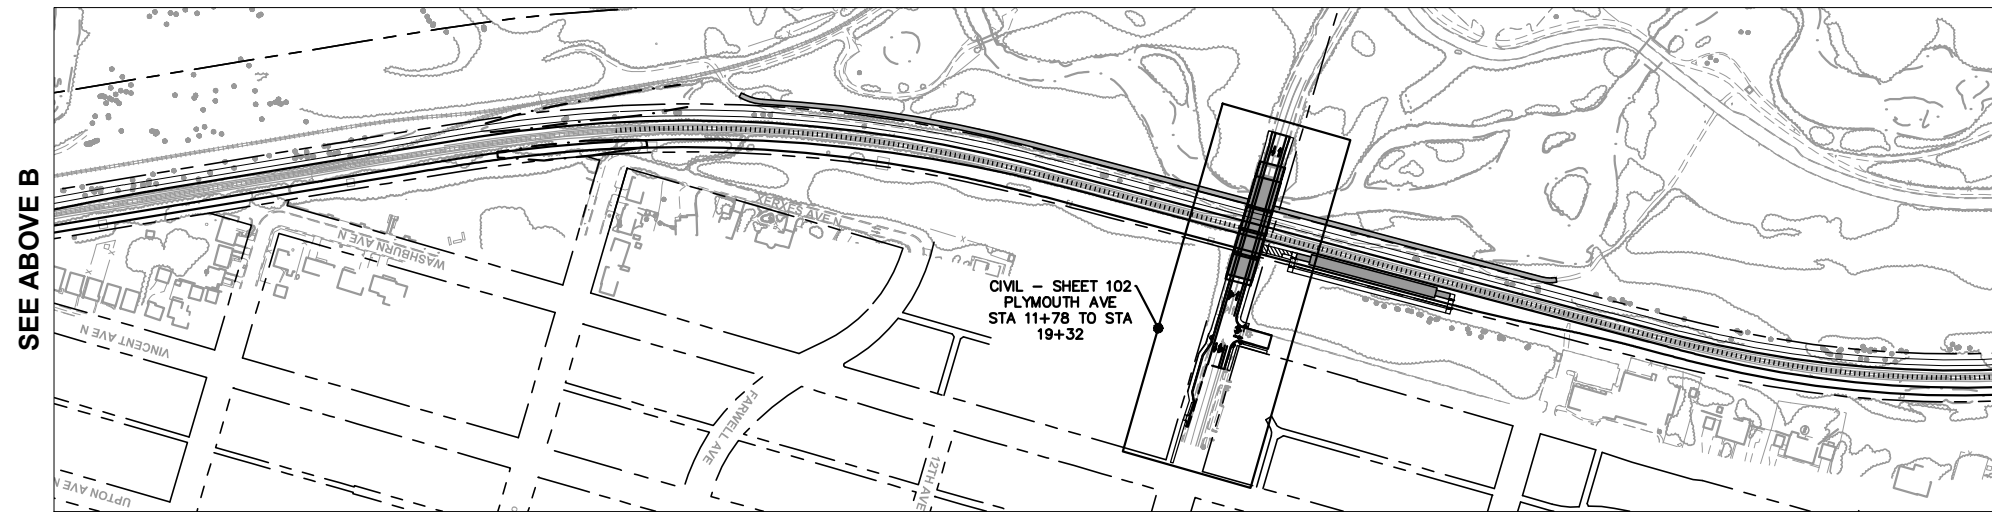 SEE ABOVE B
XERXES AVE N
WASHBURN AVE N
CIVIL – SHEET 102
PLYMOUTH AVE
STA 11+78 TO STA
19+32
VINCENT AVE N
FARWELL AVE
12TH AVE
UPTON AVE N